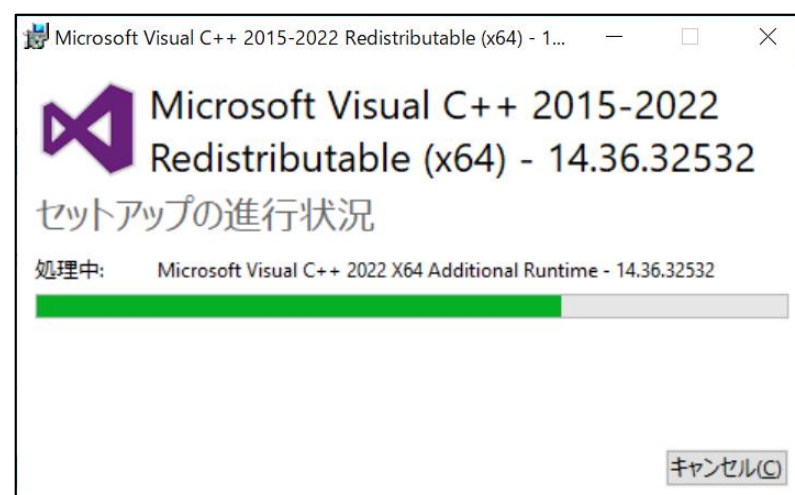 Microsoft Visual C++ 2015-2022 Redistributable (x64) - 1...
Microsoft Visual C++ 2015-2022
Redistributable (x64) - 14.36.32532
セットアップの進行状況
処理中: Microsoft Visual C++ 2022 X64 Additional Runtime - 14.36.32532
キャンセル(C)